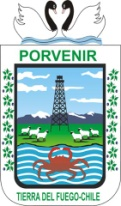 PORVENIR
TIERRA DEL FUEGO-CHILE